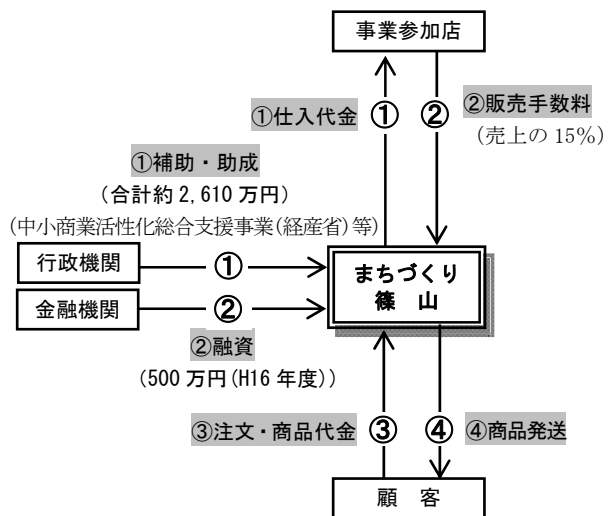 事業参加店
①仕入代金
①
②
②販売手数料
(売上の 15%)
①補助・助成
(合計約 2,610 万円)
(中小商業活性化総合支援事業(経産省)等)
行政機関
①
金融機関
②
まちづくり
篠 山
②融資
(500 万円(H16 年度))
③注文・商品代金
③
④
④商品発送
顧 客